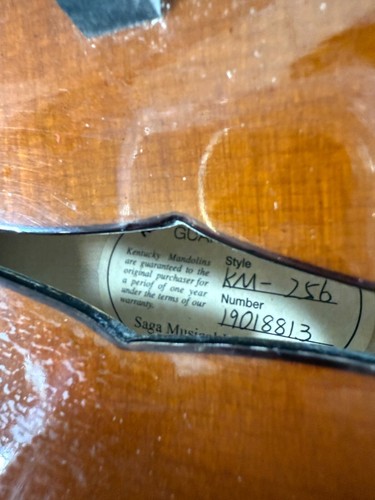 Kentucky Mandolins
are guaranteed to the
original purchaser for
a period of one year
under the terms of our
warranty.
Style
KM-256
Number
19018813
Saga